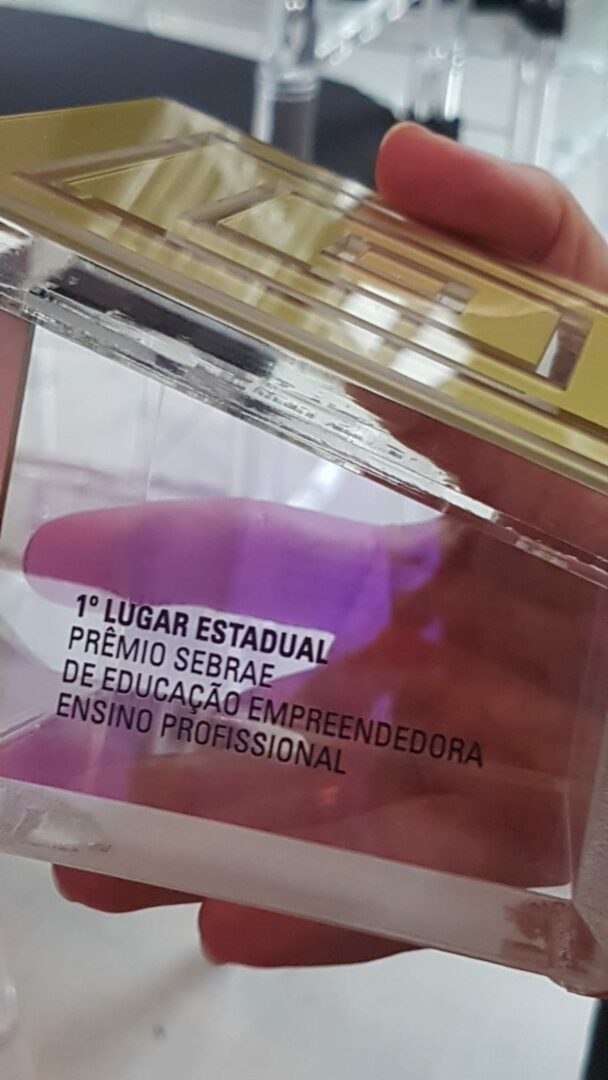 1º LUGAR ESTADUAL
PRÊMIO SEBRAE
DE EDUCAÇÃO EMPREENDEDORA
ENSINO PROFISSIONAL